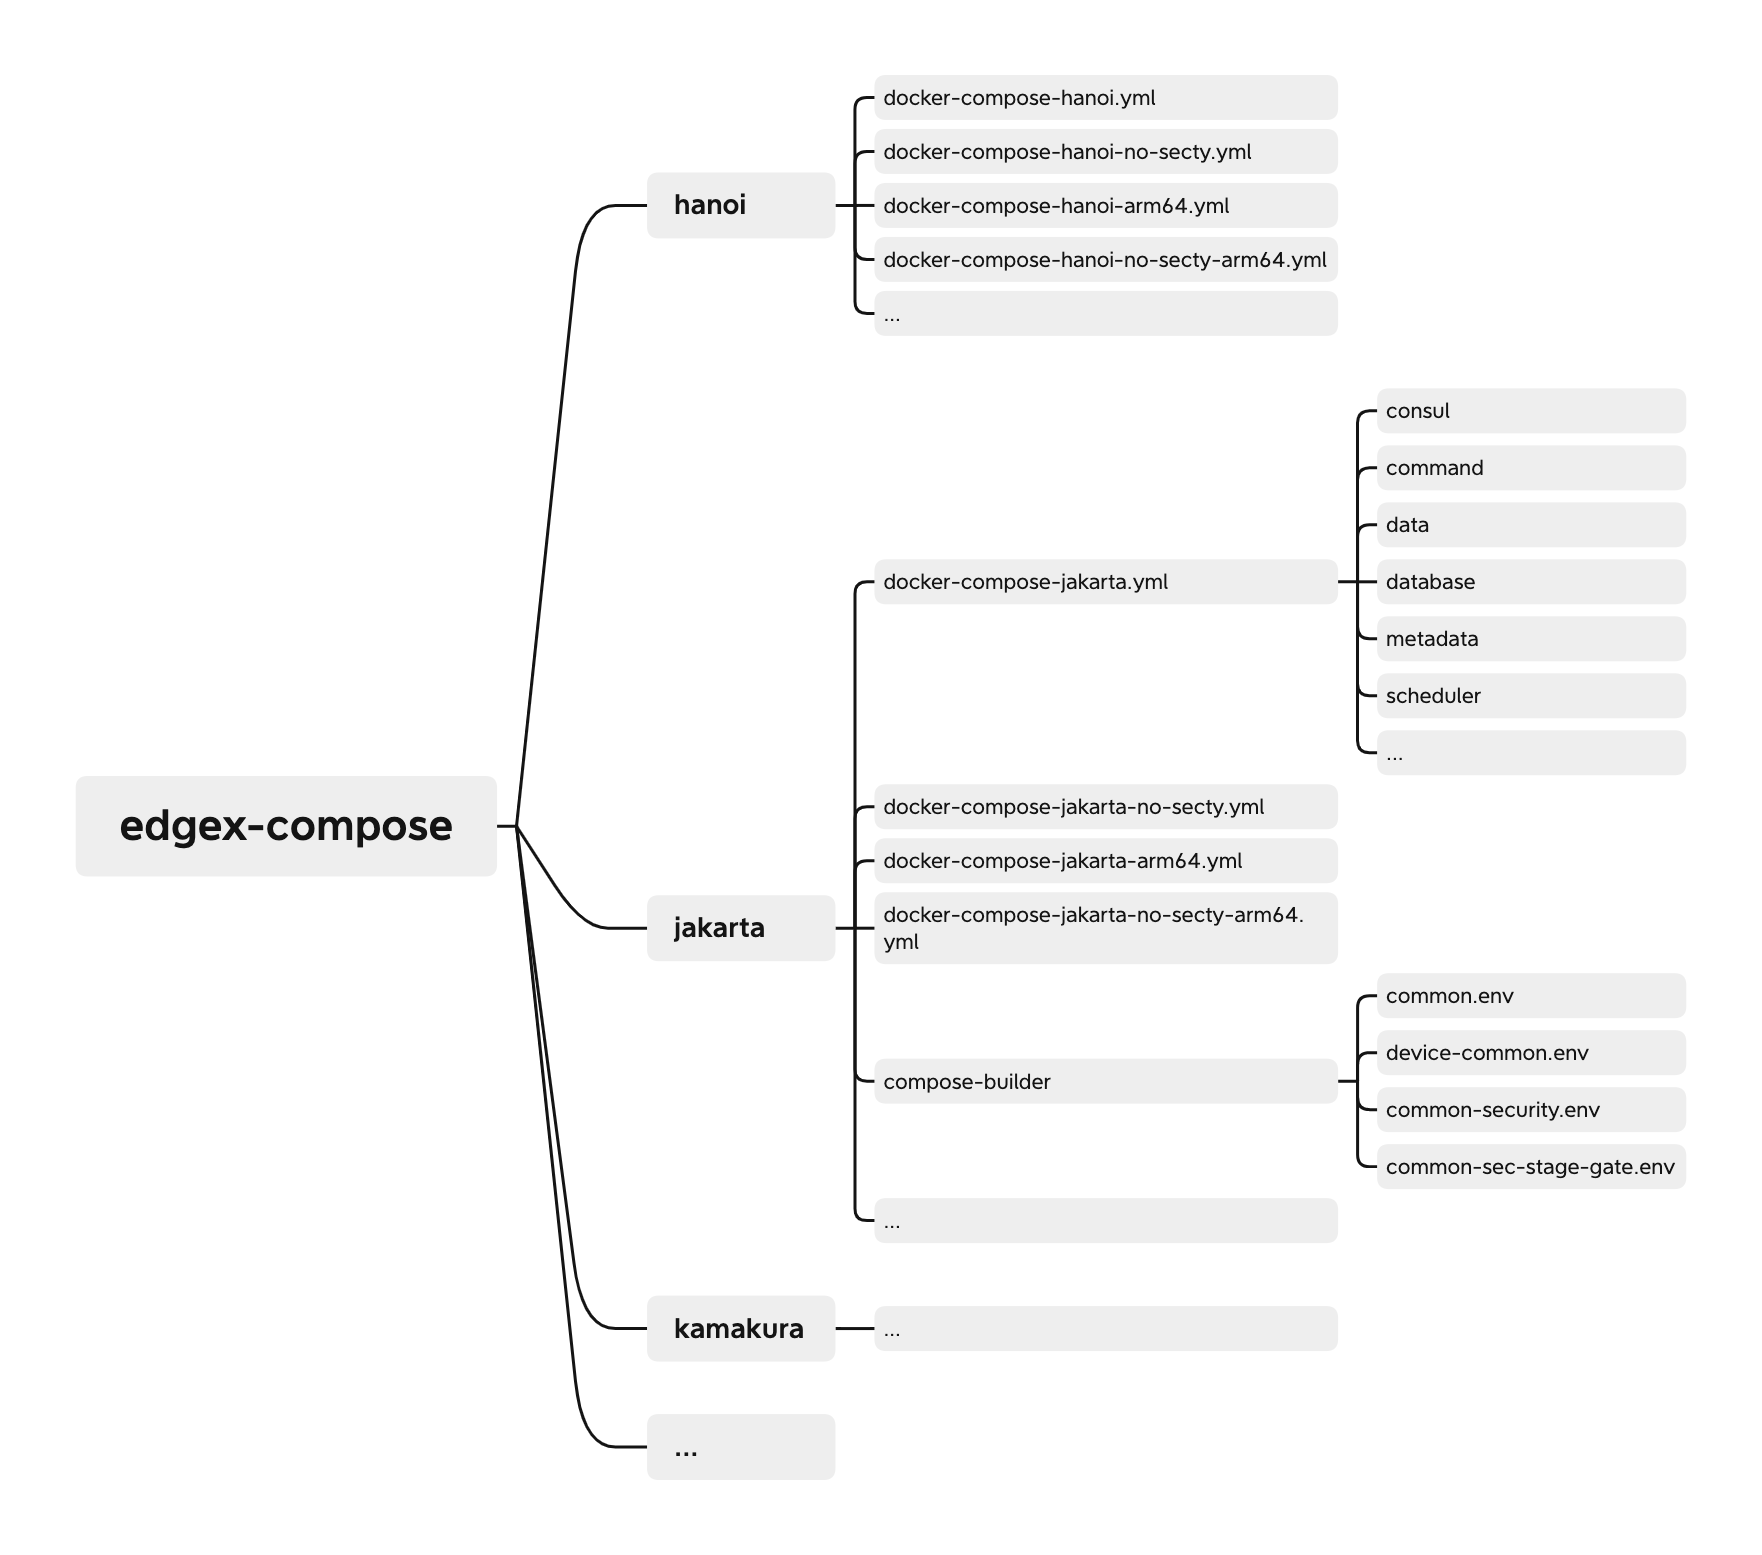 edgex-compose
hanoi
docker-compose-hanoi.yml
docker-compose-hanoi-no-secty.yml
docker-compose-hanoi-arm64.yml
docker-compose-hanoi-no-secty-arm64.yml
...
jakarta
docker-compose-jakarta.yml
consul
command
data
database
metadata
scheduler
...
docker-compose-jakarta-no-secty.yml
docker-compose-jakarta-arm64.yml
docker-compose-jakarta-no-secty-arm64.
yml
compose-builder
common.env
device-common.env
common-security.env
common-sec-stage-gate.env
...
kamakura
...
...